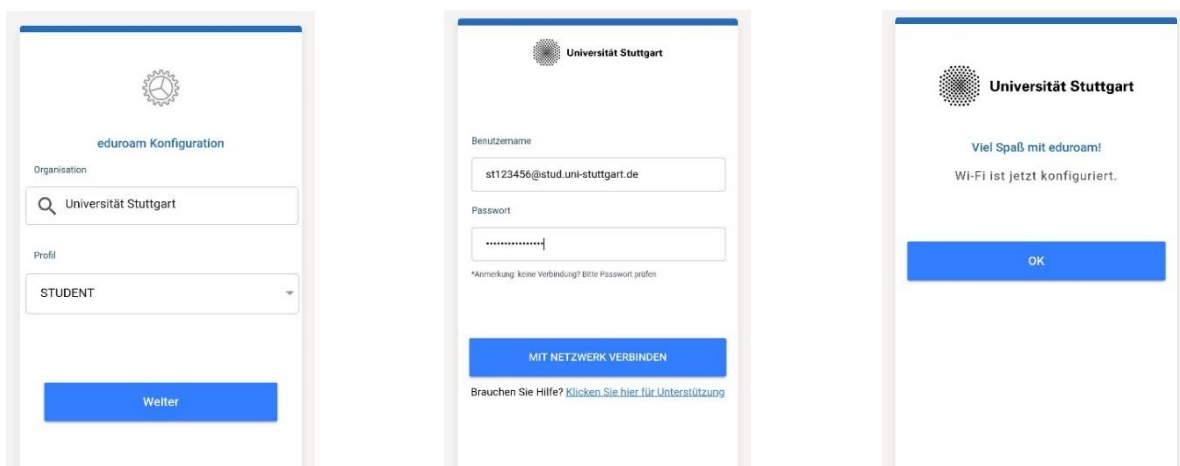 eduroam Konfiguration
Organisation
Universität Stuttgart
Profil
STUDENT
Weiter
Universität Stuttgart
Benutzername
st123456@stud.uni-stuttgart.de
Passwort
•••••••••••••••
*Anmerkung: keine Verbindung? Bitte Passwort prüfen
MIT NETZWERK VERBINDEN
Brauchen Sie Hilfe? Klicken Sie hier für Unterstützung
Universität Stuttgart
Viel Spaß mit eduroam!
Wi-Fi ist jetzt konfiguriert.
OK